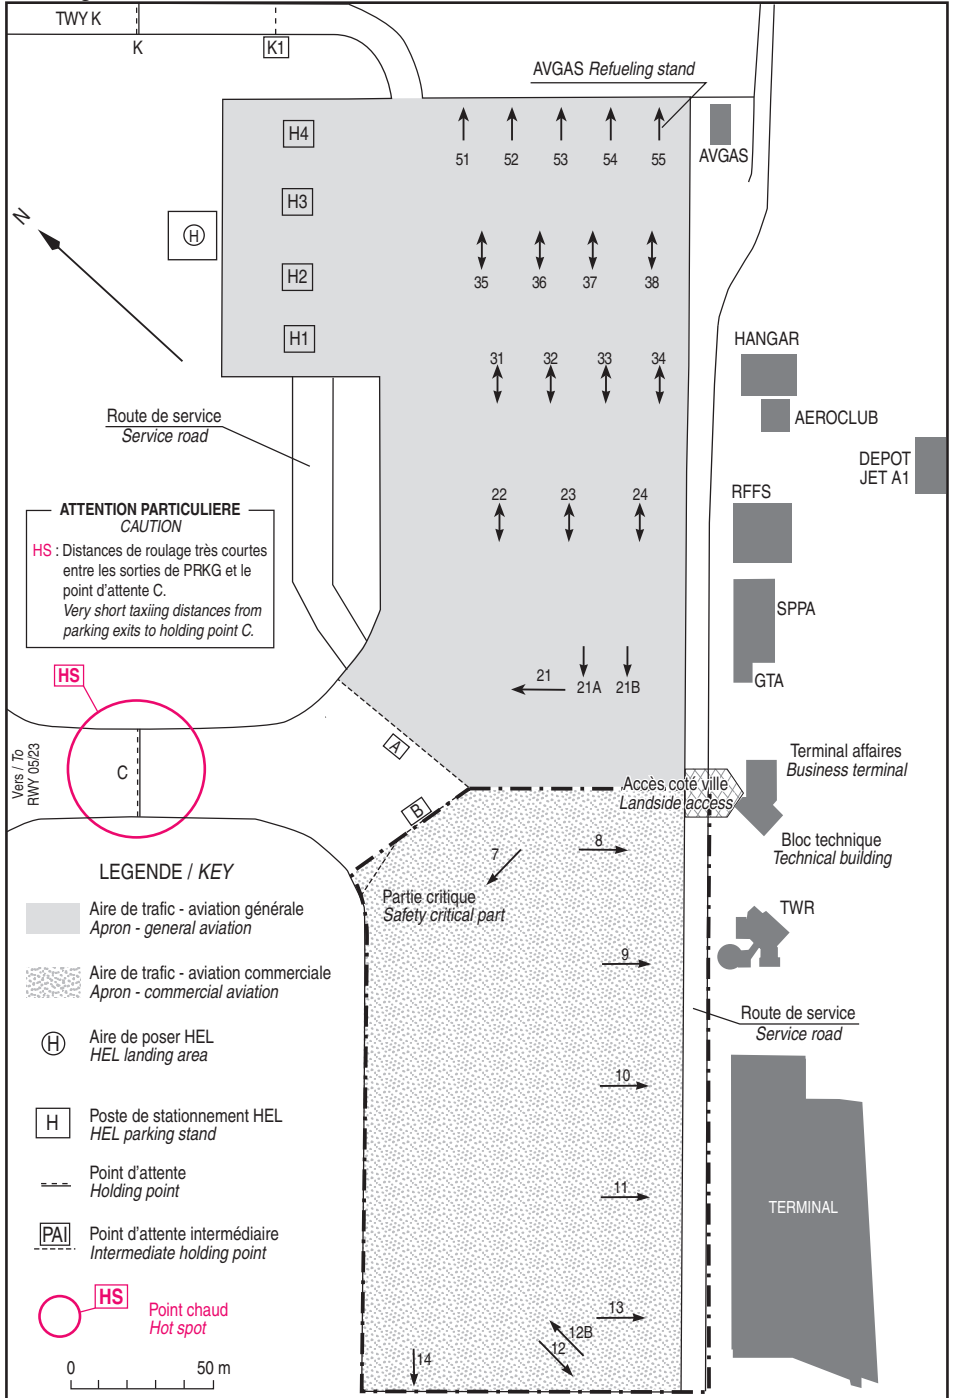 TWY K
K
K1
AVGAS Refueling stand
H4
51
52
53
54
55
AVGAS
H3
N
H
H2
35
36
37
38
H1
31
32
33
34
HANGAR
AEROCLUB
Route de service
Service road
DEPOT
JET A1
22
23
24
RFFS
ATTENTION PARTICULIERE
CAUTION
HS : Distances de roulage très courtes
entre les sorties de PRKG et le
point d'attente C.
Very short taxiing distances from
parking exits to holding point C.
SPPA
GTA
HS
21
21A
21B
Vers / To
RWY 05/23
C
A
B
Terminal affaires
Business terminal
Accès coté ville
Landside access
Bloc technique
Technical building
7
8
Partie critique
Safety critical part
TWR
9
Route de service
Service road
10
11
TERMINAL
13
12B
12
14
LEGENDE / KEY
Aire de trafic - aviation générale
Apron - general aviation
Aire de trafic - aviation commerciale
Apron - commercial aviation
H
Aire de poser HEL
HEL landing area
H
Poste de stationnement HEL
HEL parking stand
Point d'attente
Holding point
PAI
Point d'attente intermédiaire
Intermediate holding point
HS
Point chaud
Hot spot
0
50 m